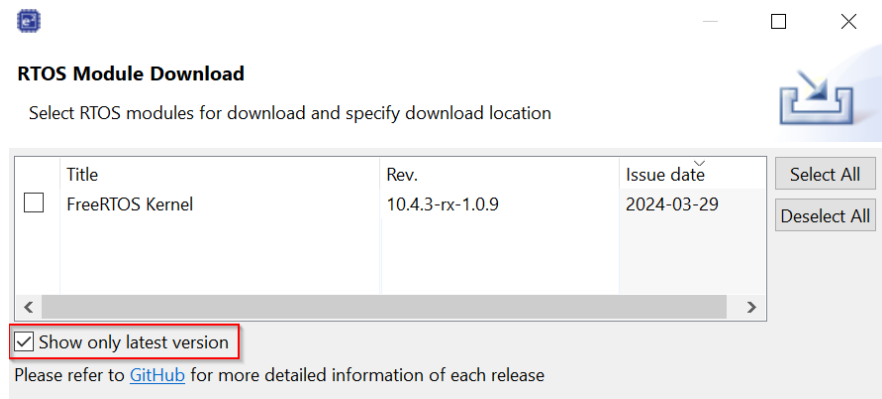 RTOS Module Download
Select RTOS modules for download and specify download location
Title Rev. Issue date
FreeRTOS Kernel 10.4.3-rx-1.0.9 2024-03-29
Select All
Deselect All
Show only latest version
Please refer to GitHub for more detailed information of each release